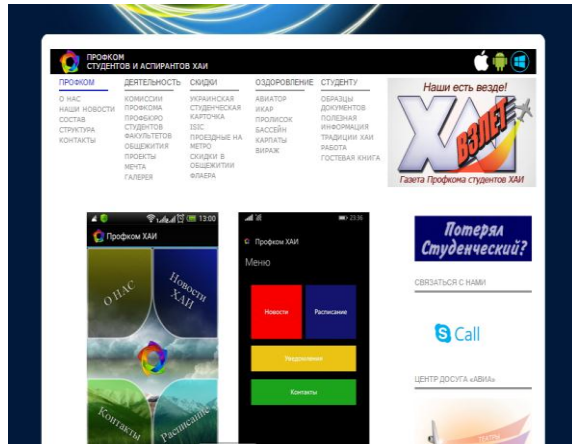 ПРОФКОМ
СТУДЕНТОВ И АСПИРАНТОВ ХАИ
ПРОФКОМ
О НАС
НАШИ НОВОСТИ
СОСТАВ
СТРУКТУРА
КОНТАКТЫ
ДЕЯТЕЛЬНОСТЬ
КОМИССИИ
ПРОФКОМА
ПРОФБЮРО
СТУДЕНТОВ
ФАКУЛЬТЕТОВ
ОБЩЕЖИТИЯ
ПРОЕКТЫ
МЕЧТА
ГАЛЕРЕЯ
СКИДКИ
УКРАИНСКАЯ
СТУДЕНЧЕСКАЯ
КАРТОЧКА
ISIC
ПРОЕЗДНЫЕ НА
МЕТРО
СКИДКИ В
ОБЩЕЖИТИИ
ФЛАЕРА
ОЗДОРОВЛЕНИЕ
АВИАТОР
ИКАР
ПРОЛИСОК
БАССЕЙН
КАРПАТЫ
ВИРАЖ
СТУДЕНТУ
ОБРАЗЦЫ
ДОКУМЕНТОВ
ПОЛЕЗНАЯ
ИНФОРМАЦИЯ
ТРАДИЦИИ ХАИ
РАБОТА
ГОСТЕВАЯ КНИГА
Наши есть везде!
ХАЙ
ВЗЛЕТ
Газета Профкома студентов ХАИ
13:00
Профком ХАИ
О НАС
Новости
ХАИ
Контакты
Расписание
23:36
Профком ХАИ
Меню
Новости
Расписание
Уведомления
Контакты
Потерял
Студенческий?
СВЯЗАТЬСЯ С НАМИ
Call
ЦЕНТР ДОСУГА «АВИА»
ТЕАТРЫ